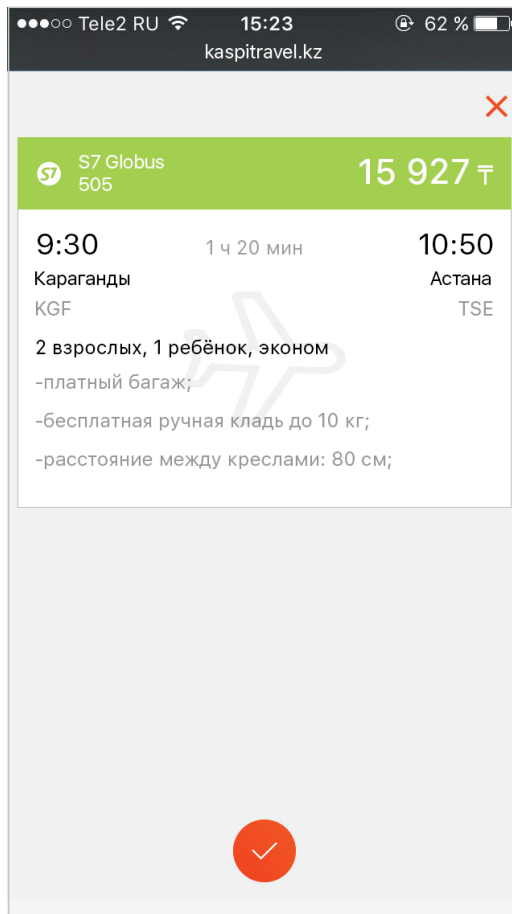 Tele2 RU 15:23 62 %
kaspitravel.kz
S7 S7 Globus
505
15 927 ₸
9:30 1 ч 20 мин 10:50
Караганды Астана
KGF TSE
2 взрослых, 1 ребёнок, эконом
-платный багаж;
-бесплатная ручная кладь до 10 кг;
-расстояние между креслами: 80 см;